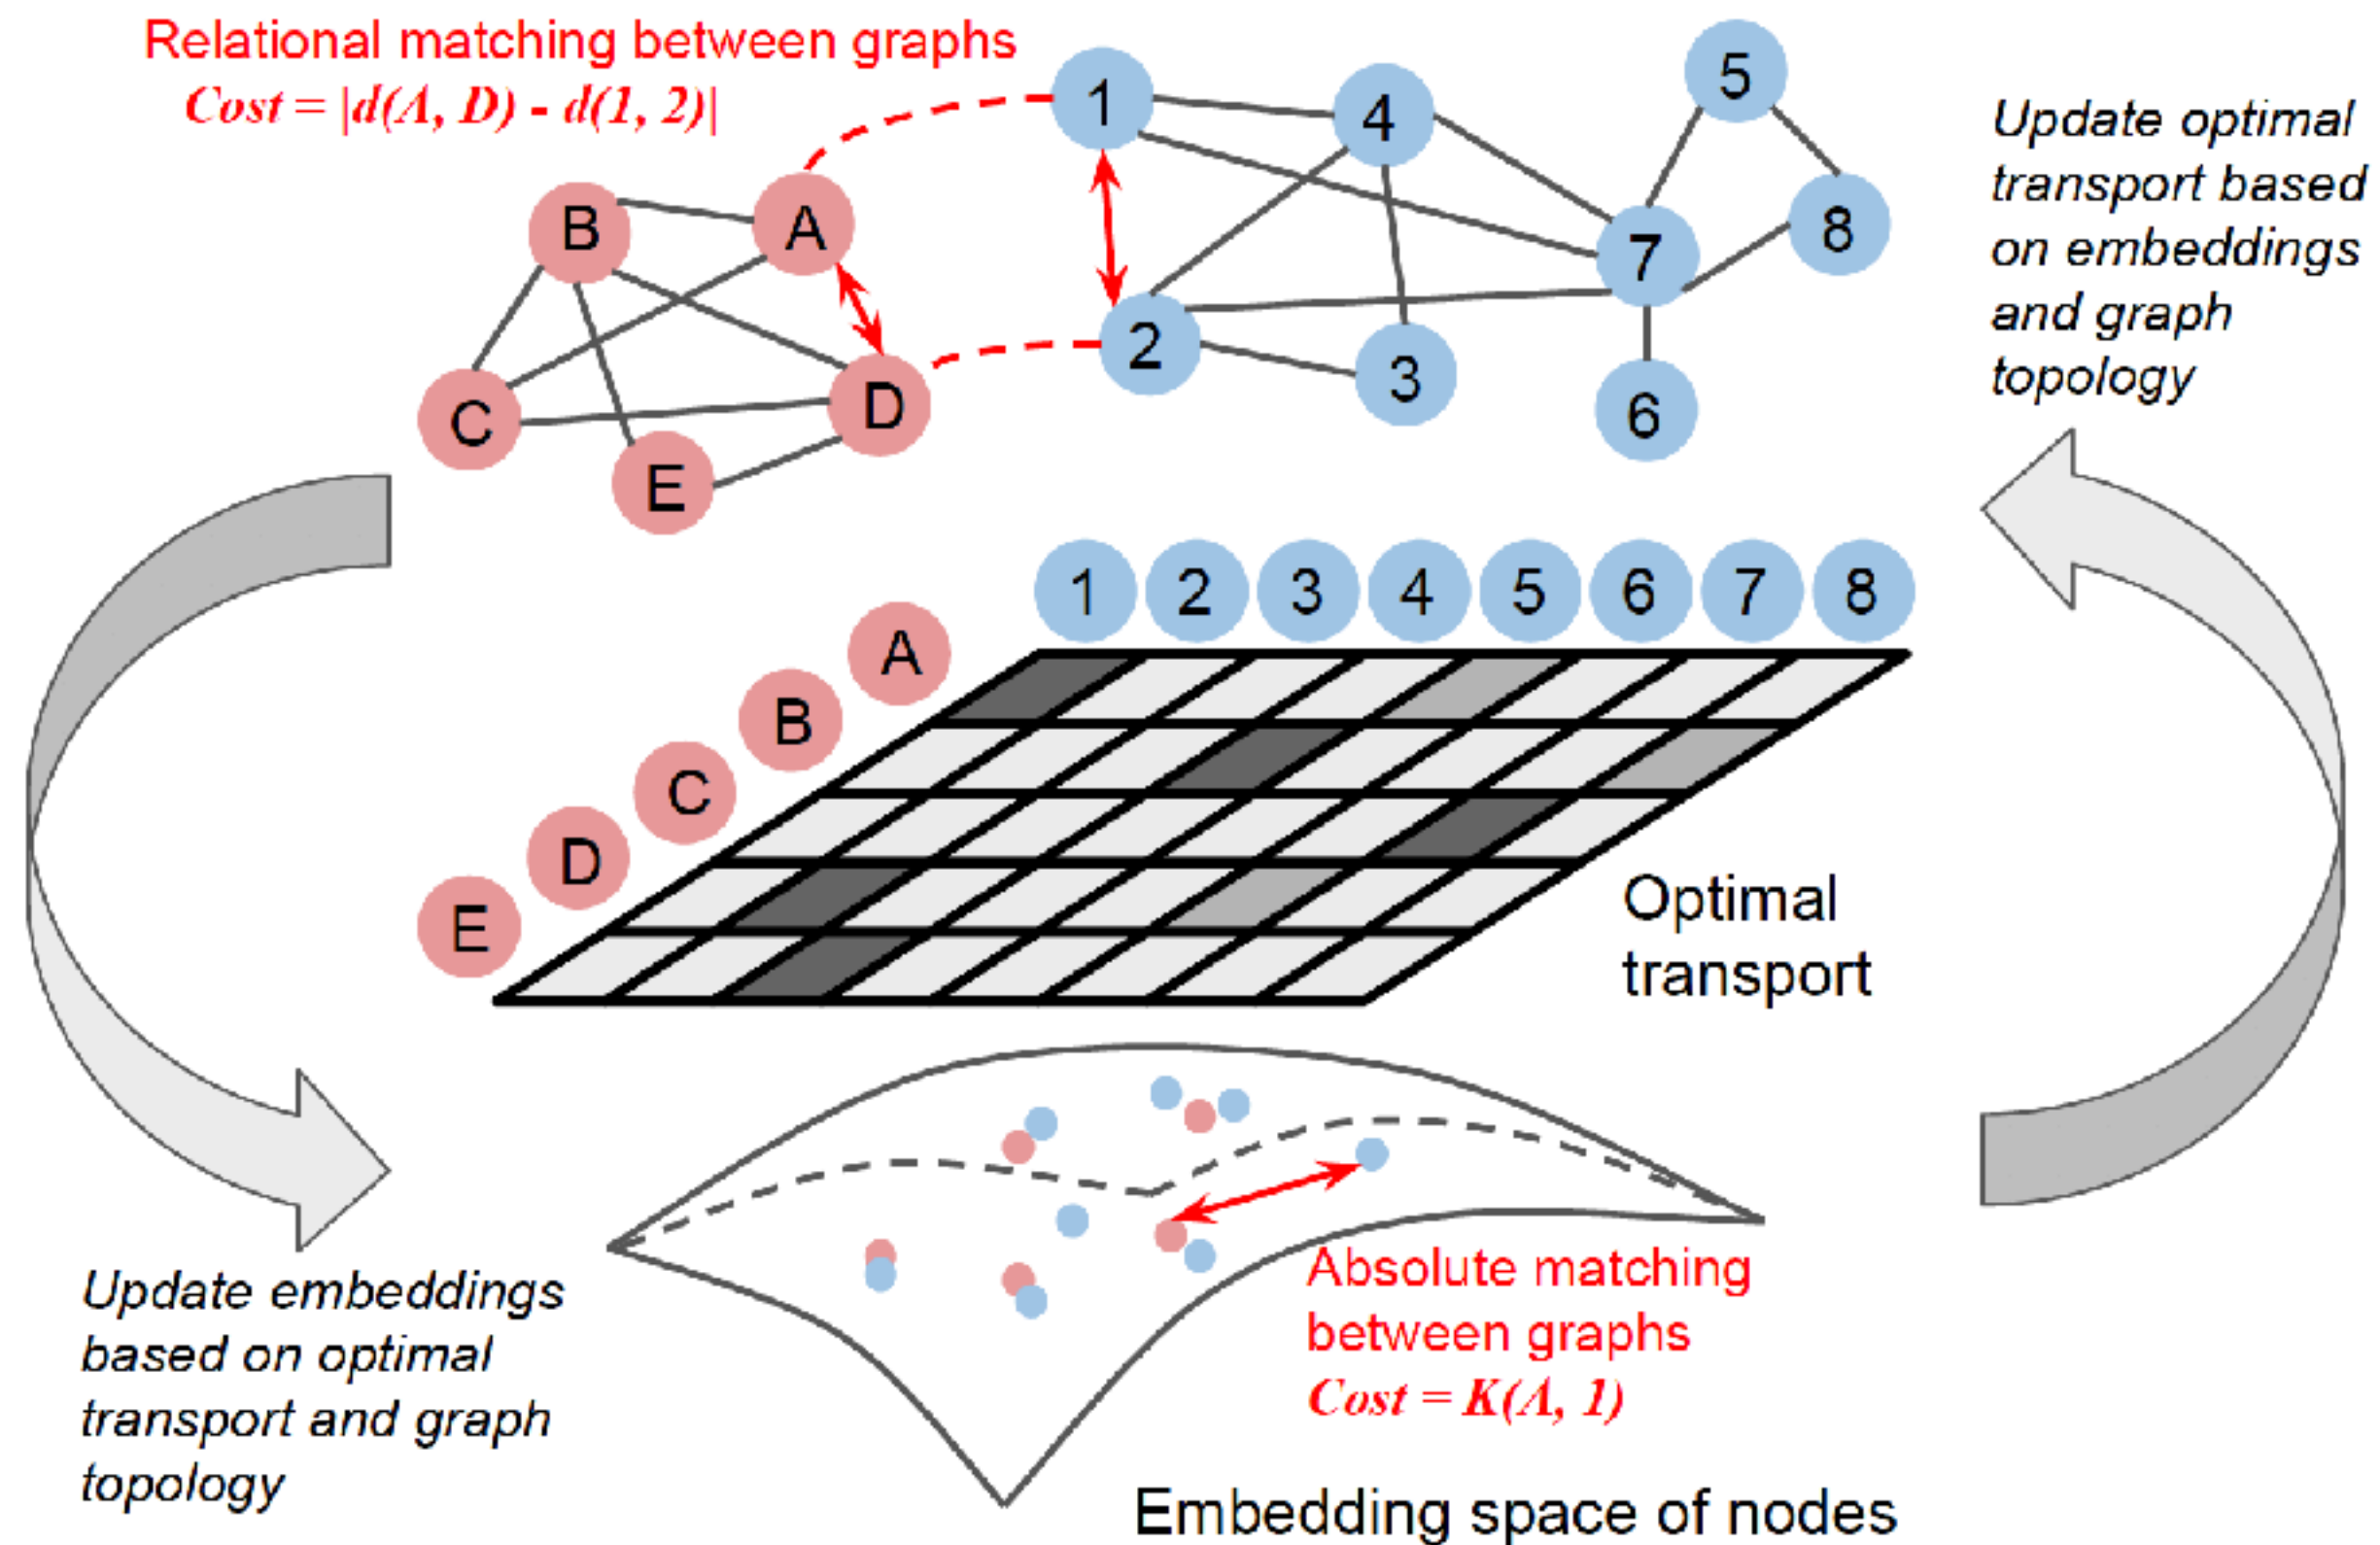 Relational matching between graphs
Cost = |d(A, D) - d(1, 2)|
1
4
5
B
A
7
8
2
3
C
D
6
E
Update optimal
transport based
on embeddings
and graph
topology
1 2 3 4 5 6 7 8
A
B
C
D
E
Optimal
transport
Update embeddings
based on optimal
transport and graph
topology
Absolute matching
between graphs
Cost = K(A, 1)
Embedding space of nodes